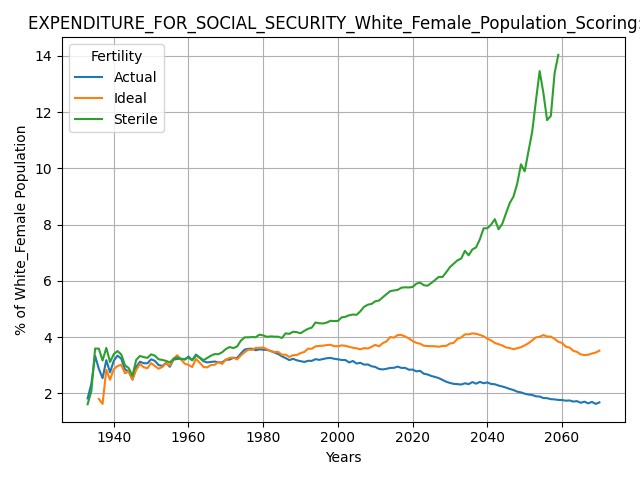 EXPENDITURE_FOR_SOCIAL_SECURITY_White_Female_Population_Scoring:
14
12
10
8
6
4
2
% of White_Female Population
Fertility
Actual
Ideal
Sterile
1940 1960 1980 2000 2020 2040 2060
Years